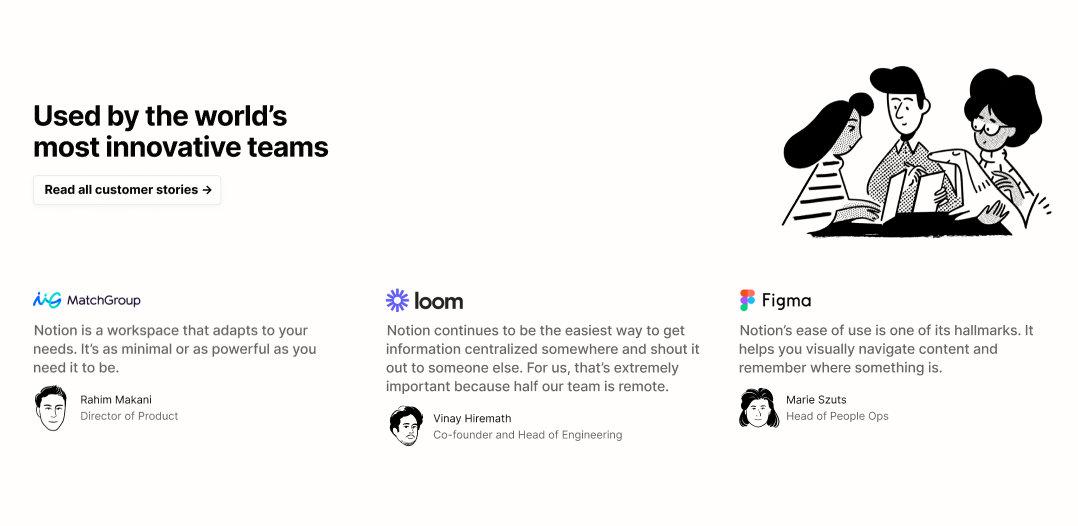 Used by the world’s
most innovative teams
Read all customer stories →
MatchGroup
Notion is a workspace that adapts to your
needs. It’s as minimal or as powerful as you
need it to be.
Rahim Makani
Director of Product
loom
Notion continues to be the easiest way to get
information centralized somewhere and shout it
out to someone else. For us, that’s extremely
important because half our team is remote.
Vinay Hiremath
Co-founder and Head of Engineering
Figma
Notion’s ease of use is one of its hallmarks. It
helps you visually navigate content and
remember where something is.
Marie Szuts
Head of People Ops